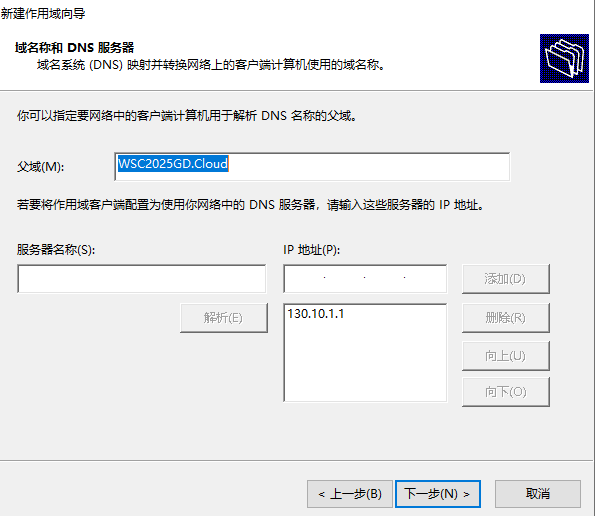 新建作用域向导
域名称和 DNS 服务器
域名系统 (DNS) 映射并转换网络上的客户端计算机使用的域名称。
你可以指定要网络中的客户端计算机用于解析 DNS 名称的父域。
父域(M):
WSC2025GD.Cloud
若要将作用域客户端配置为使用你网络中的 DNS 服务器，请输入这些服务器的 IP 地址。
服务器名称(S):
IP 地址(P):
. . .
添加(D)
解析(E)
130.10.1.1
删除(R)
向上(U)
向下(O)
< 上一步(B)
下一步(N) >
取消